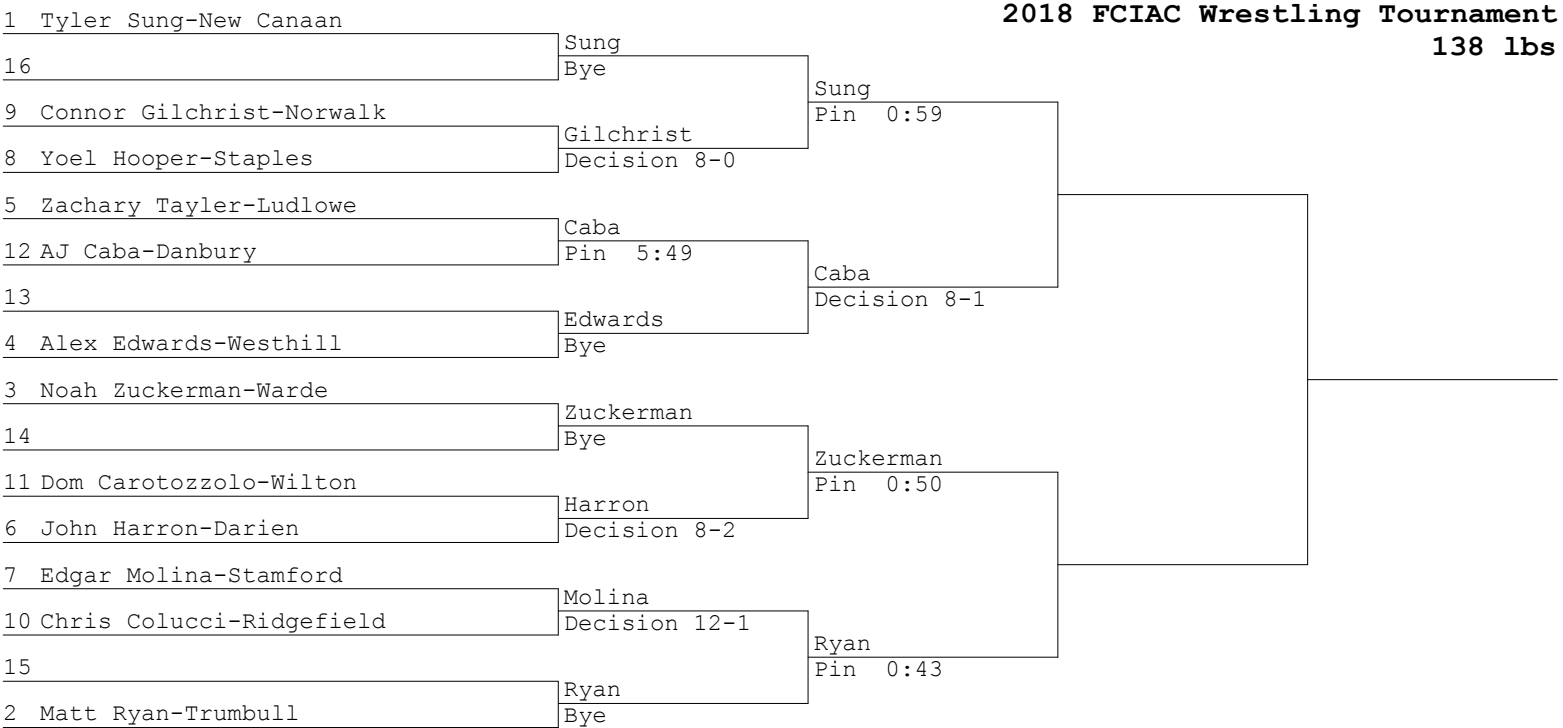 2018 FCIAC Wrestling Tournament
138 lbs
1 Tyler Sung-New Canaan
16
9 Connor Gilchrist-Norwalk
8 Yoel Hooper-Staples
5 Zachary Tayler-Ludlowe
12 AJ Caba-Danbury
13
4 Alex Edwards-Westhill
3 Noah Zuckerman-Warde
14
11 Dom Carotozzolo-Wilton
6 John Harron-Darien
7 Edgar Molina-Stamford
10 Chris Colucci-Ridgefield
15
2 Matt Ryan-Trumbull
Sung
Bye
Gilchrist
Decision 8-0
Caba
Pin 5:49
Edwards
Bye
Zuckerman
Bye
Harron
Decision 8-2
Molina
Decision 12-1
Ryan
Bye
Sung
Pin 0:59
Caba
Decision 8-1
Zuckerman
Pin 0:50
Ryan
Pin 0:43